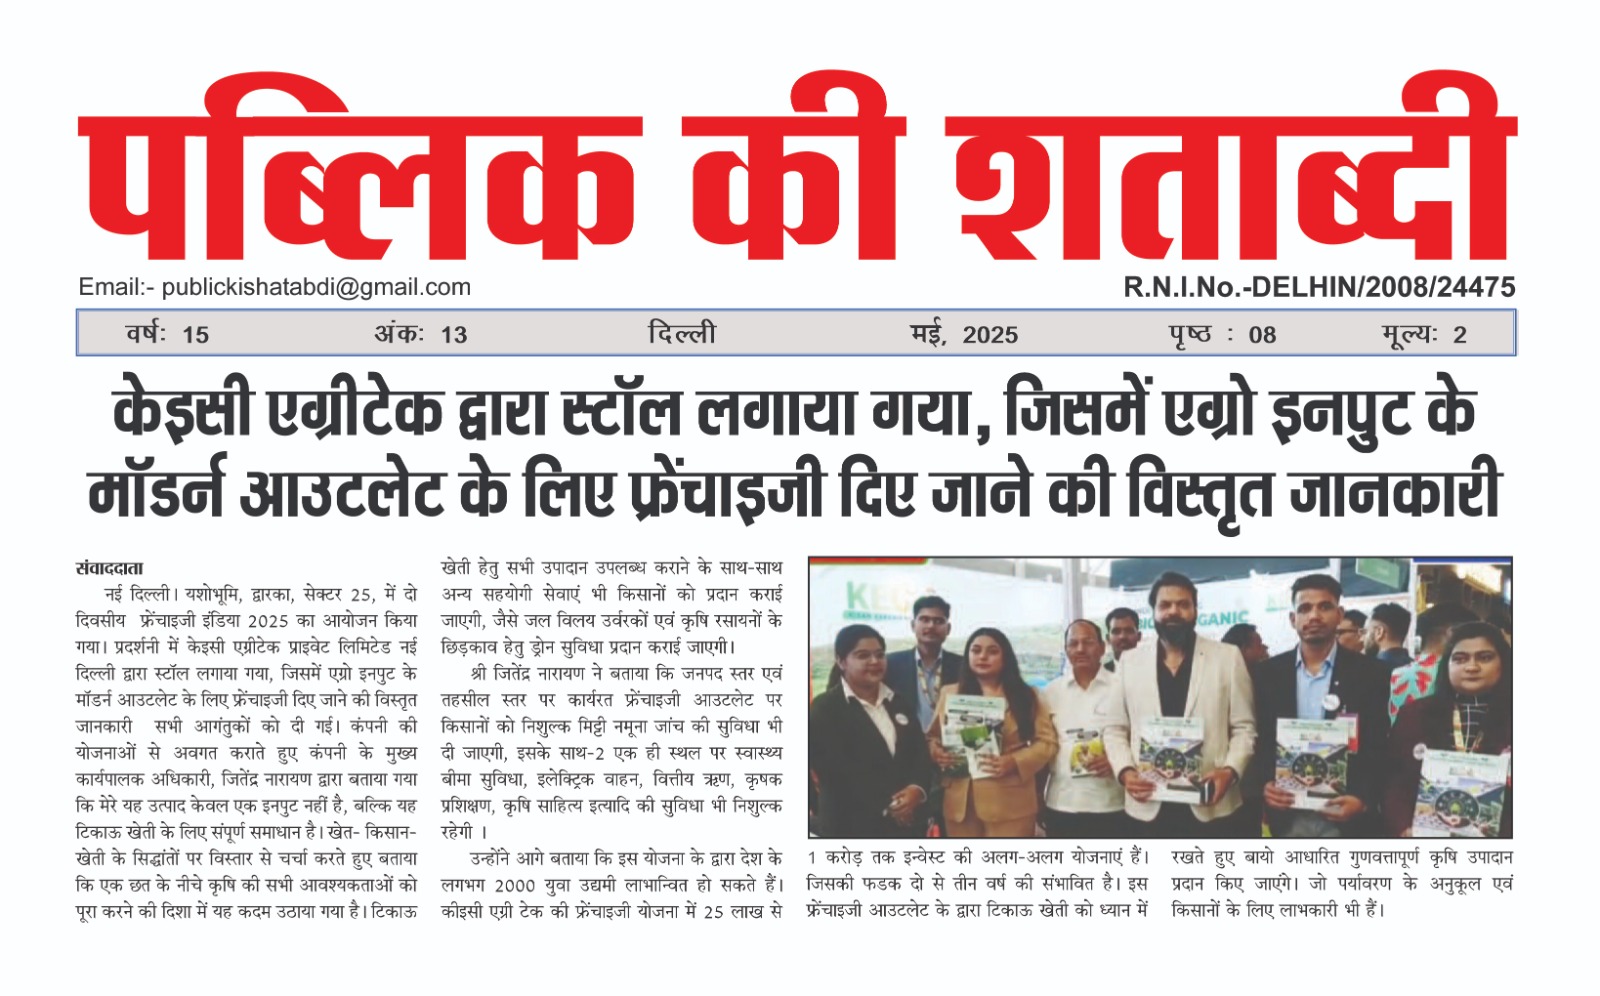 पब्लिक की शताब्दी
Email:- publickishatabdi@gmail.com
R.N.I.No.-DELHIN/2008/24475
वर्षः 15 अंकः 13 दिल्ली मई, 2025 पृष्ठ : 08 मूल्यः 2
केइसी एग्रीटेक द्वारा स्टॉल लगाया गया, जिसमें एग्रो इनपुट के
मॉडर्न आउटलेट के लिए फ्रेंचाइजी दिए जाने की विस्तृत जानकारी
संवाददाता
नई दिल्ली। यशोभूमि, द्वारका, सेक्टर 25, में दो
दिवसीय फ्रेंचाइजी इंडिया 2025 का आयोजन किया
गया। प्रदर्शनी में केइसी एग्रीटेक प्राइवेट लिमिटेड नई
दिल्ली द्वारा स्टॉल लगाया गया, जिसमें एग्रो इनपुट के
मॉडर्न आउटलेट के लिए फ्रेंचाइजी दिए जाने की विस्तृत
जानकारी सभी आगंतुकों को दी गई। कंपनी की
योजनाओं से अवगत कराते हुए कंपनी के मुख्य
कार्यपालक अधिकारी, जितेंद्र नारायण द्वारा बताया गया
कि मेरे यह उत्पाद केवल एक इनपुट नहीं है, बल्कि यह
टिकाऊ खेती के लिए संपूर्ण समाधान है। खेत- किसान-
खेती के सिद्धांतों पर विस्तार से चर्चा करते हुए बताया
कि एक छत के नीचे कृषि की सभी आवश्यकताओं को
पूरा करने की दिशा में यह कदम उठाया गया है। टिकाऊ
खेती हेतु सभी उपादान उपलब्ध कराने के साथ-साथ
अन्य सहयोगी सेवाएं भी किसानों को प्रदान कराई
जाएगी, जैसे जल विलय उर्वरकों एवं कृषि रसायनों के
छिड़काव हेतु ड्रोन सुविधा प्रदान कराई जाएगी।
श्री जितेंद्र नारायण ने बताया कि जनपद स्तर एवं
तहसील स्तर पर कार्यरत फ्रेंचाइजी आउटलेट पर
किसानों को निशुल्क मिट्टी नमूना जांच की सुविधा भी
दी जाएगी, इसके साथ-2 एक ही स्थल पर स्वास्थ्य
बीमा सुविधा, इलेक्ट्रिक वाहन, वित्तीय ऋण, कृषक
प्रशिक्षण, कृषि साहित्य इत्यादि की सुविधा भी निशुल्क
रहेगी ।
उन्होंने आगे बताया कि इस योजना के द्वारा देश के
लगभग 2000 युवा उद्यमी लाभान्वित हो सकते हैं।
कीइसी एग्री टेक की फ्रेंचाइजी योजना में 25 लाख से
1 करोड़ तक इन्वेस्ट की अलग-अलग योजनाएं हैं।
जिसकी फडक दो से तीन वर्ष की संभावित है। इस
फ्रेंचाइजी आउटलेट के द्वारा टिकाऊ खेती को ध्यान में
रखते हुए बायो आधारित गुणवत्तापूर्ण कृषि उपादान
प्रदान किए जाएंगे। जो पर्यावरण के अनुकूल एवं
किसानों के लिए लाभकारी भी हैं।